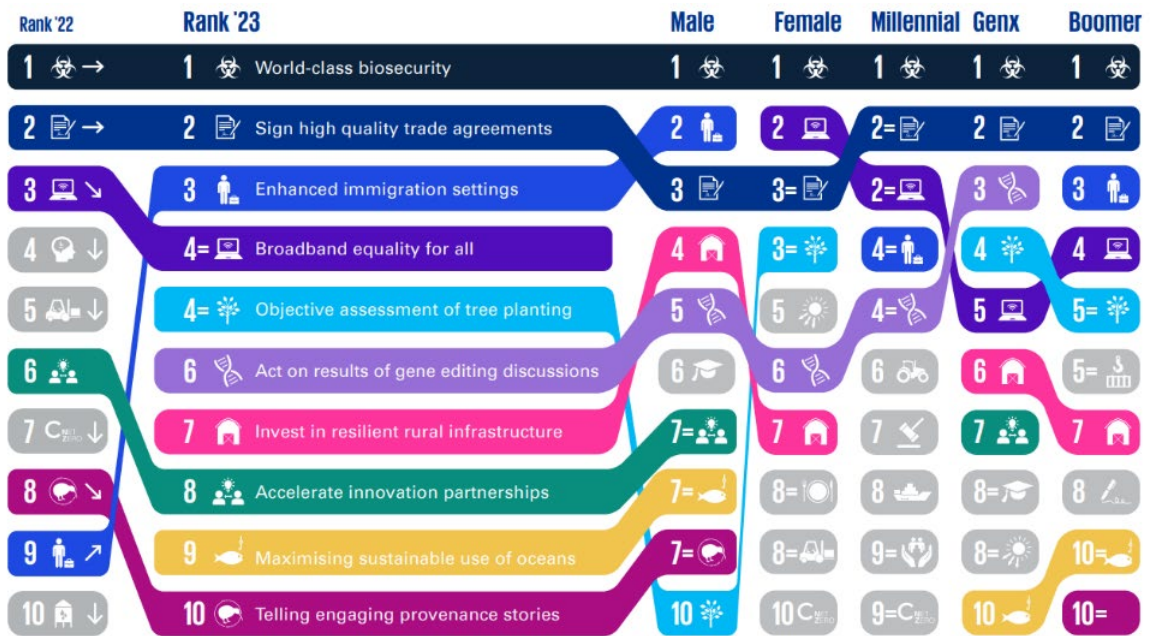 Rank '22 Rank '23 Male Female Millennial Genx Boomer
1 1 World-class biosecurity 1 1 1 1 1
2 2 Sign high quality trade agreements 2 2 2= 2 2
3 3 Enhanced immigration settings 3 3= 2= 3 3
4 4= Broadband equality for all 4 3= 4= 4 4
5 4= Objective assessment of tree planting 5 5 4= 5 5=
6 6 Act on results of gene editing discussions 6 6 6 6 5=
7 C NET ZERO 7 Invest in resilient rural infrastructure 7= 7 7 7 7
8 8 Accelerate innovation partnerships 7= 8= 8 8= 8
9 9 Maximising sustainable use of oceans 7= 8= 9= 8= 10=
10 10 Telling engaging provenance stories 10 10 C NET ZERO 9= C NET ZERO 10 10=